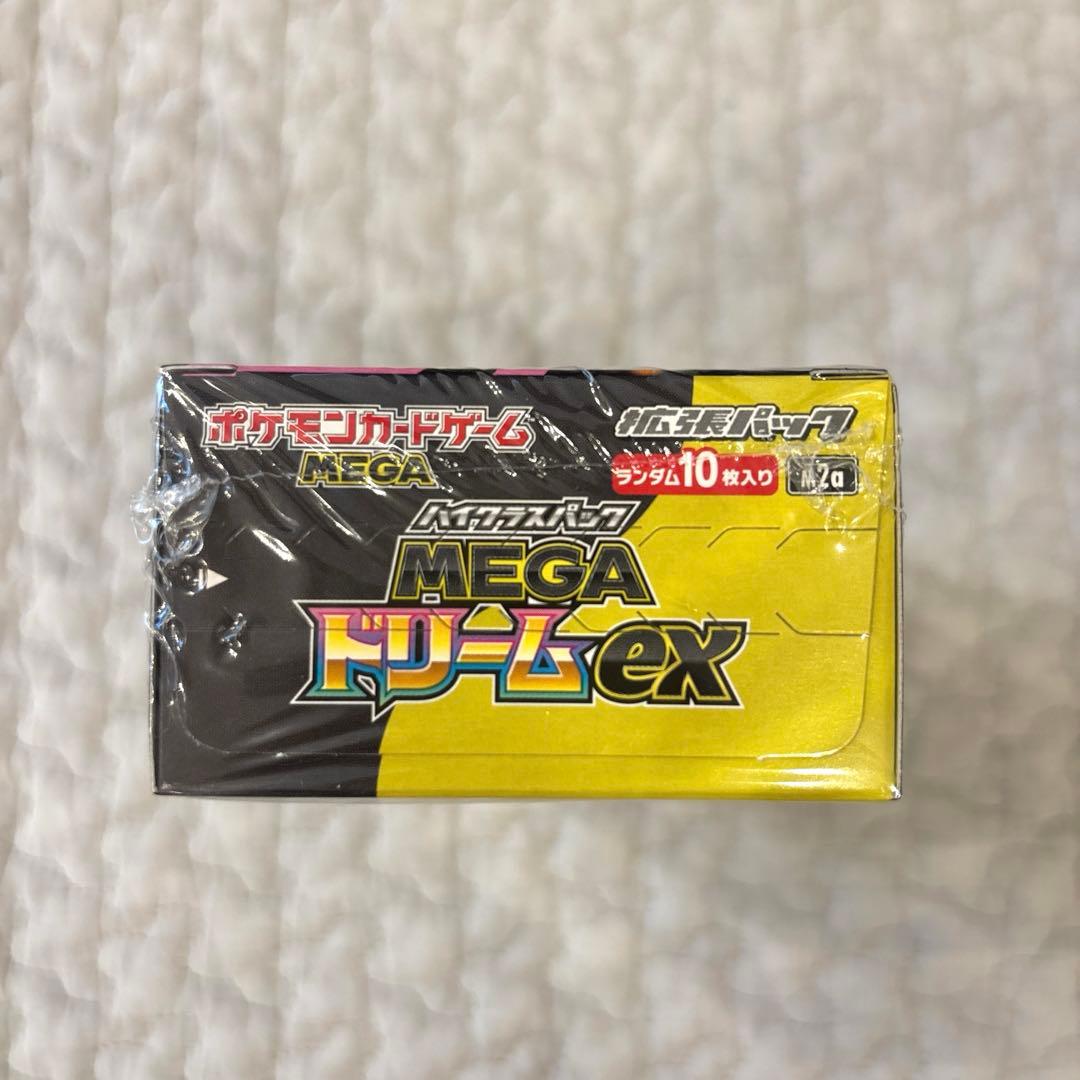 ポケモンカードゲーム
MEGA
拡張パック
ランダム10枚入り M2a
ハイクラスパック
MEGA
ドリームex